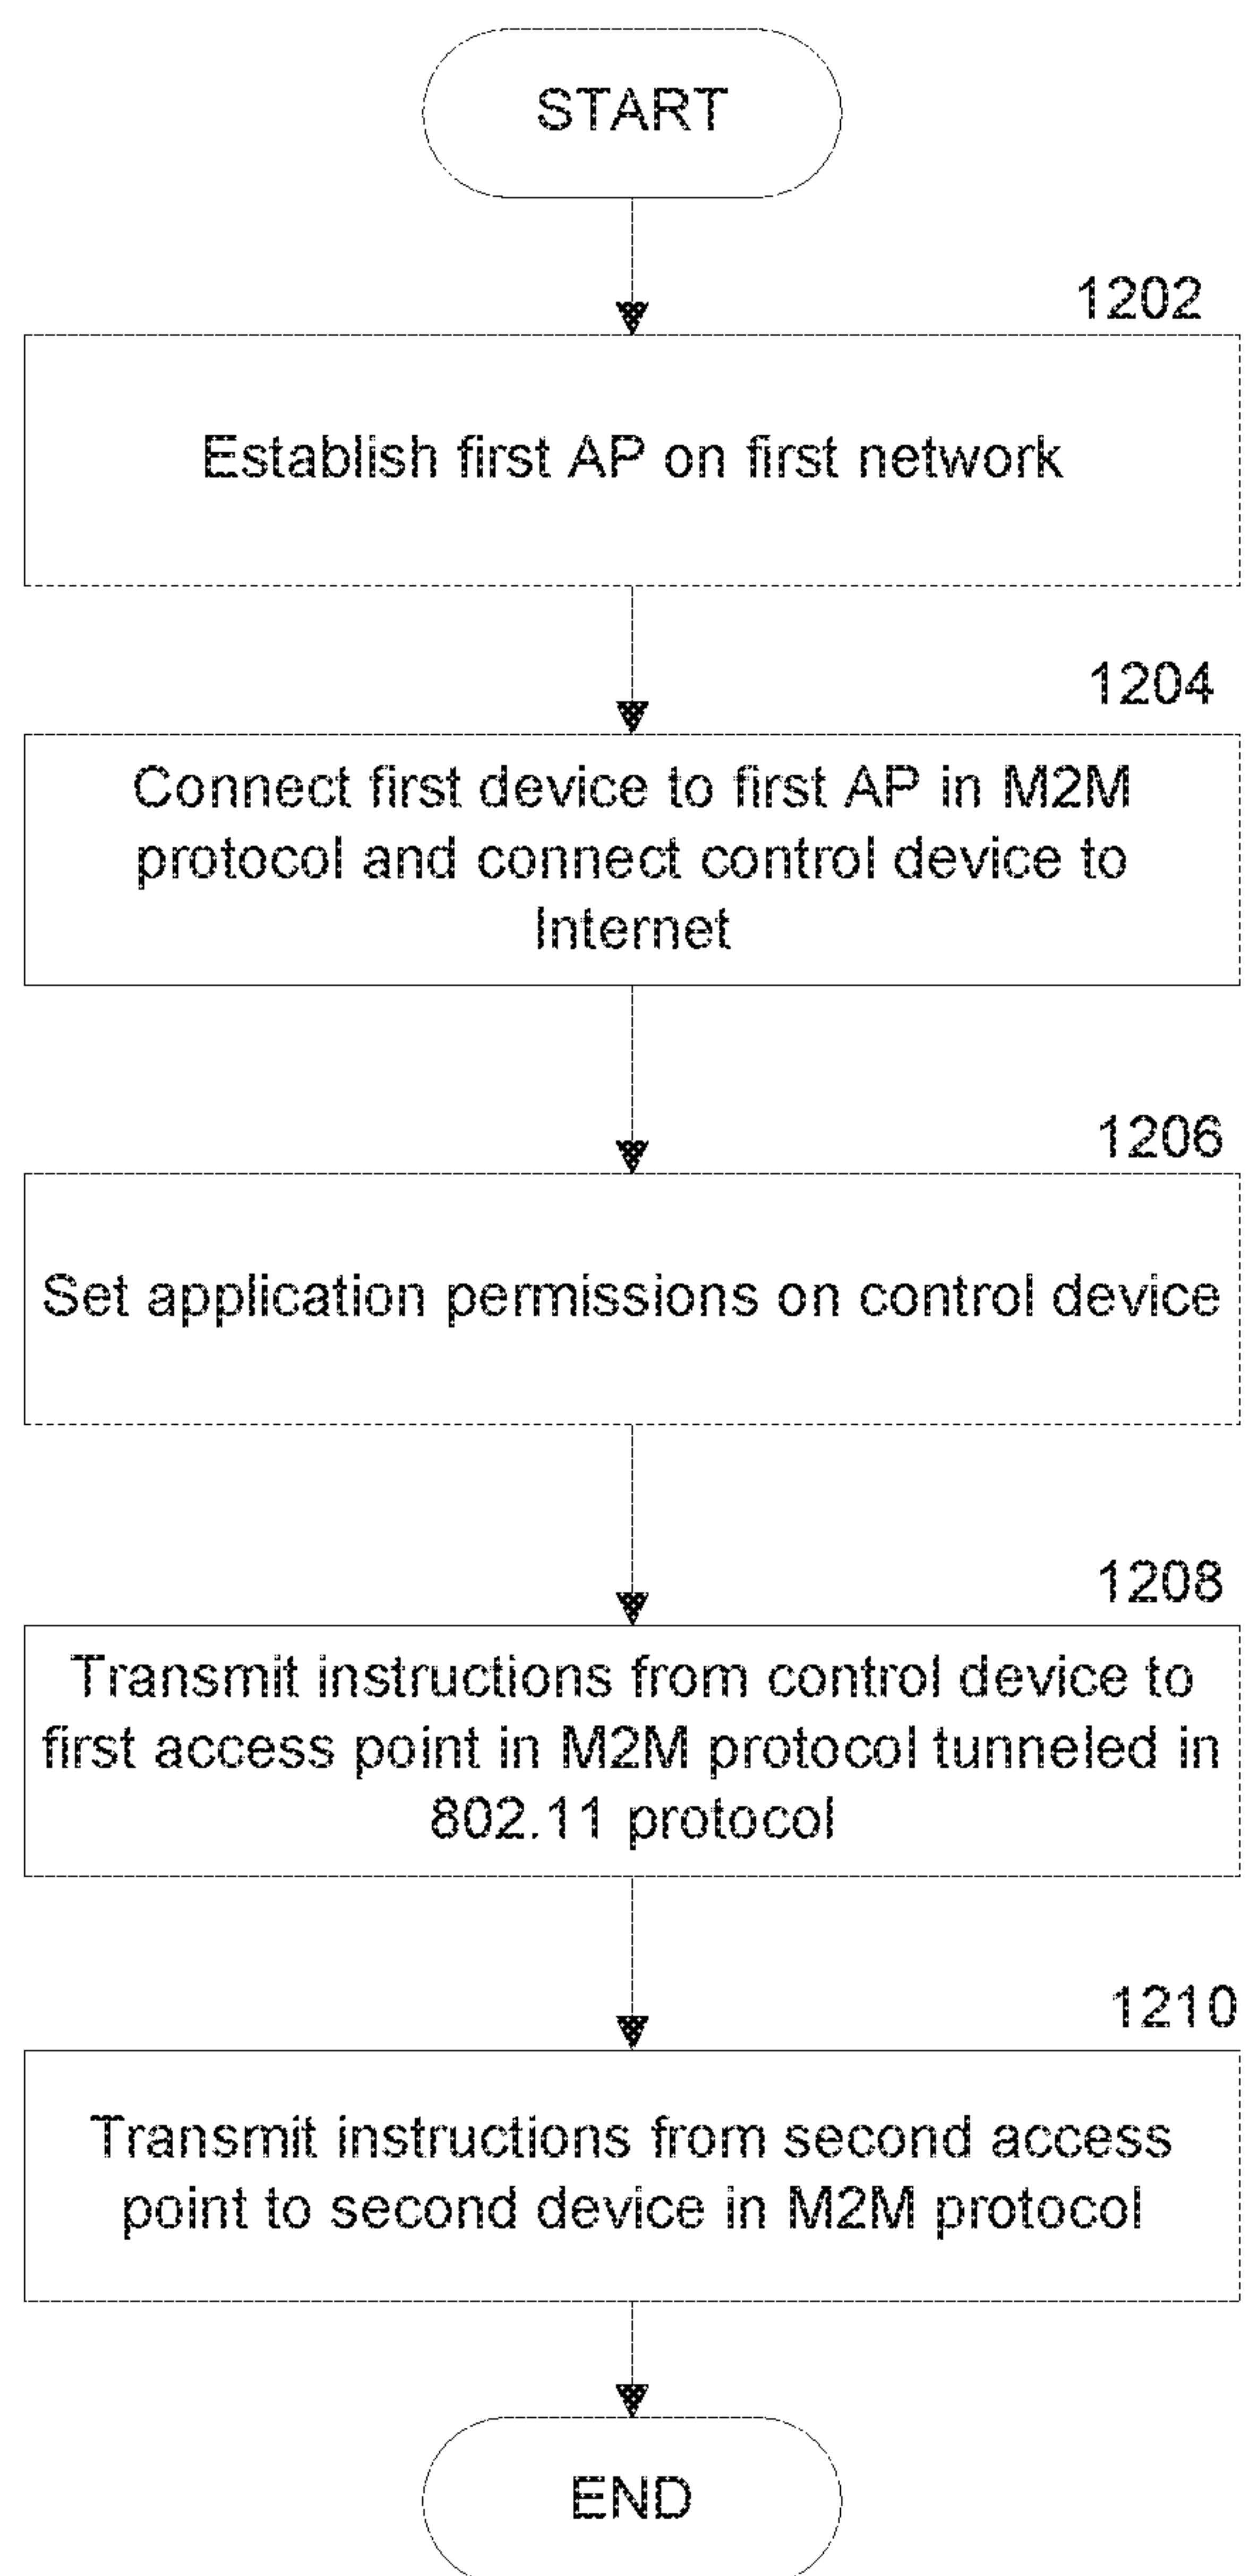 START
1202
Establish first AP on first network
1204
Connect first device to first AP in M2M
protocol and connect control device to
Internet
1206
Set application permissions on control device
1208
Transmit instructions from control device to
first access point in M2M protocol tunneled in
802.11 protocol
1210
Transmit instructions from second access
point to second device in M2M protocol
END